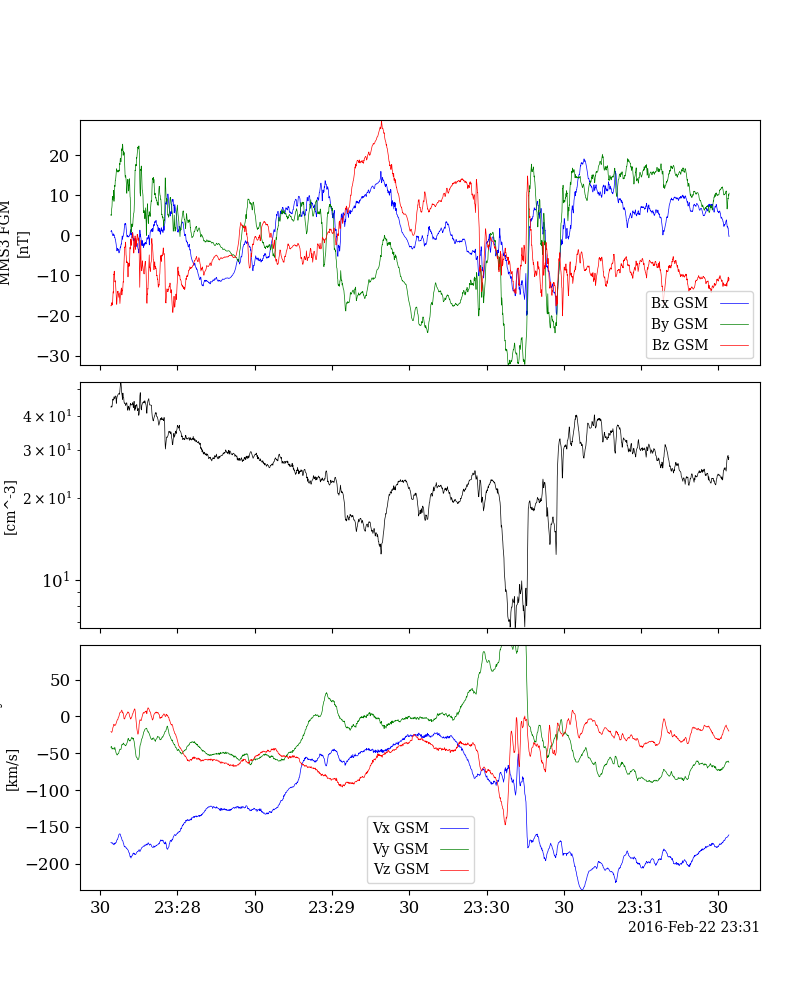 20
10
0
−10
−20
−30
MMS3 FGM
[nT]
Bx GSM
By GSM
Bz GSM
4 × 10¹
3 × 10¹
2 × 10¹
10¹
[cm^-3]
50
0
−50
−100
−150
−200
[km/s]
Vx GSM
Vy GSM
Vz GSM
30 23:28 30 23:29 30 23:30 30 23:31 30
2016-Feb-22 23:31